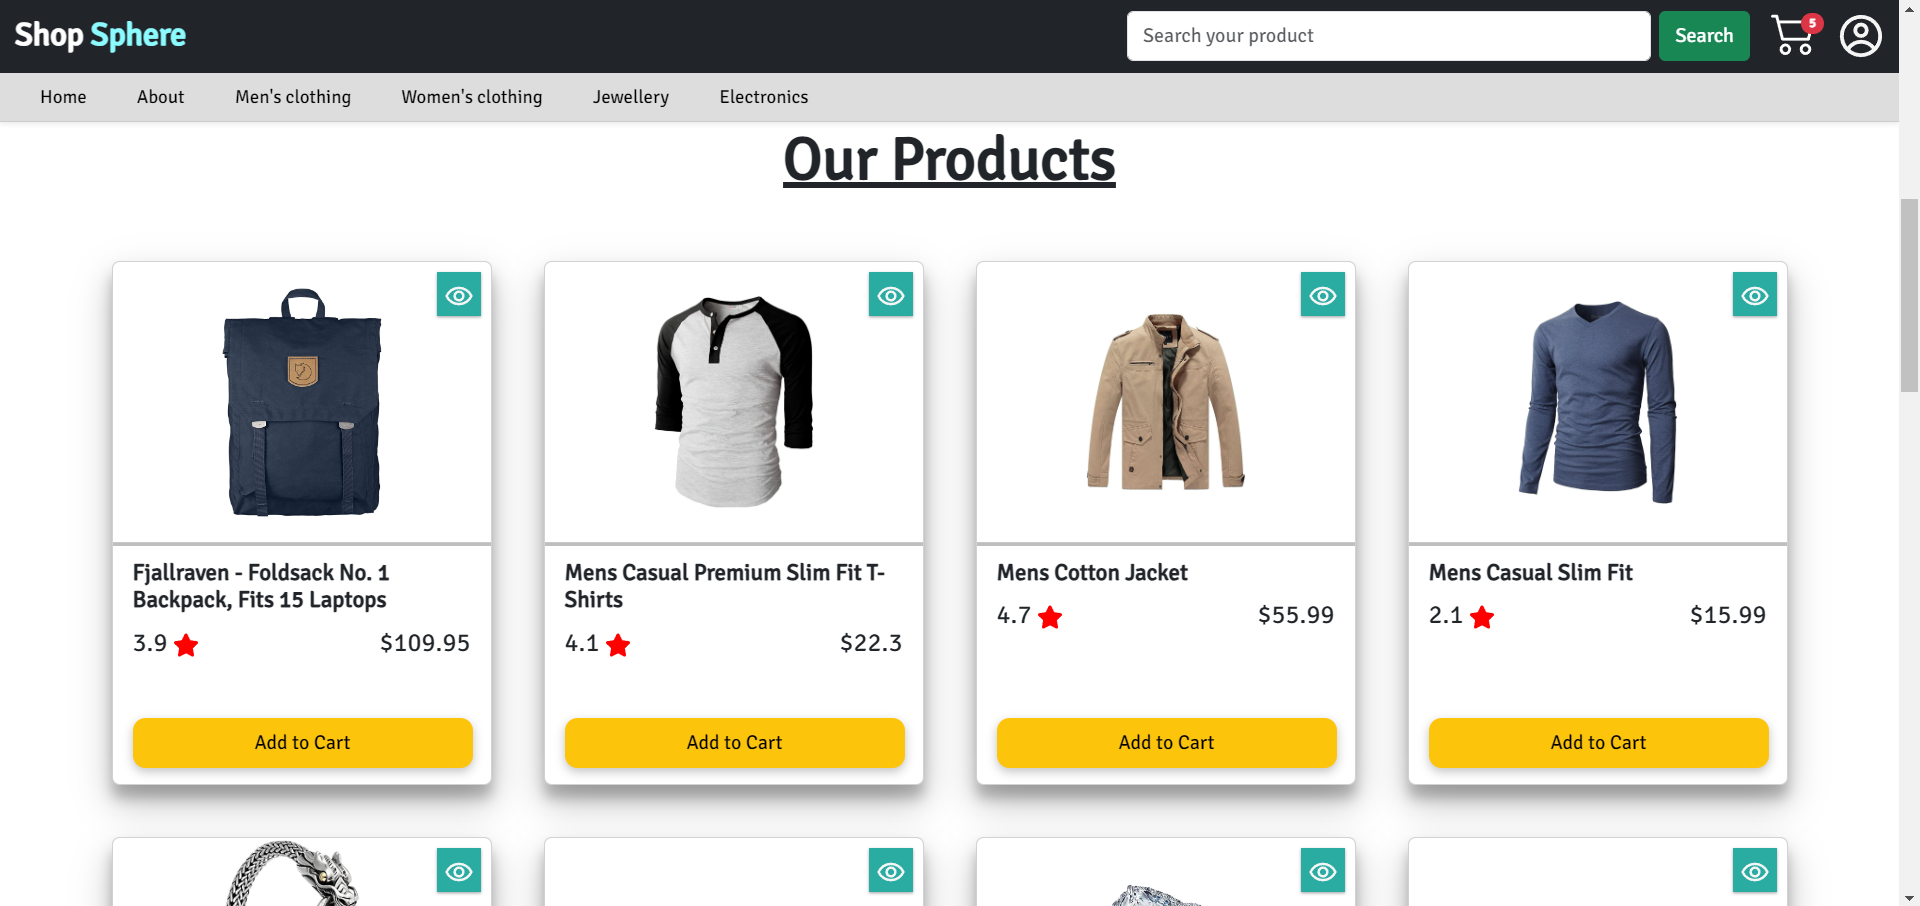 Shop Sphere
Search your product
Search
5
Home
About
Men's clothing
Women's clothing
Jewellery
Electronics
Our Products
Fjallraven - Foldsack No. 1
Backpack, Fits 15 Laptops
3.9
$109.95
Add to Cart
Mens Casual Premium Slim Fit T-
Shirts
4.1
$22.3
Add to Cart
Mens Cotton Jacket
4.7
$55.99
Add to Cart
Mens Casual Slim Fit
2.1
$15.99
Add to Cart